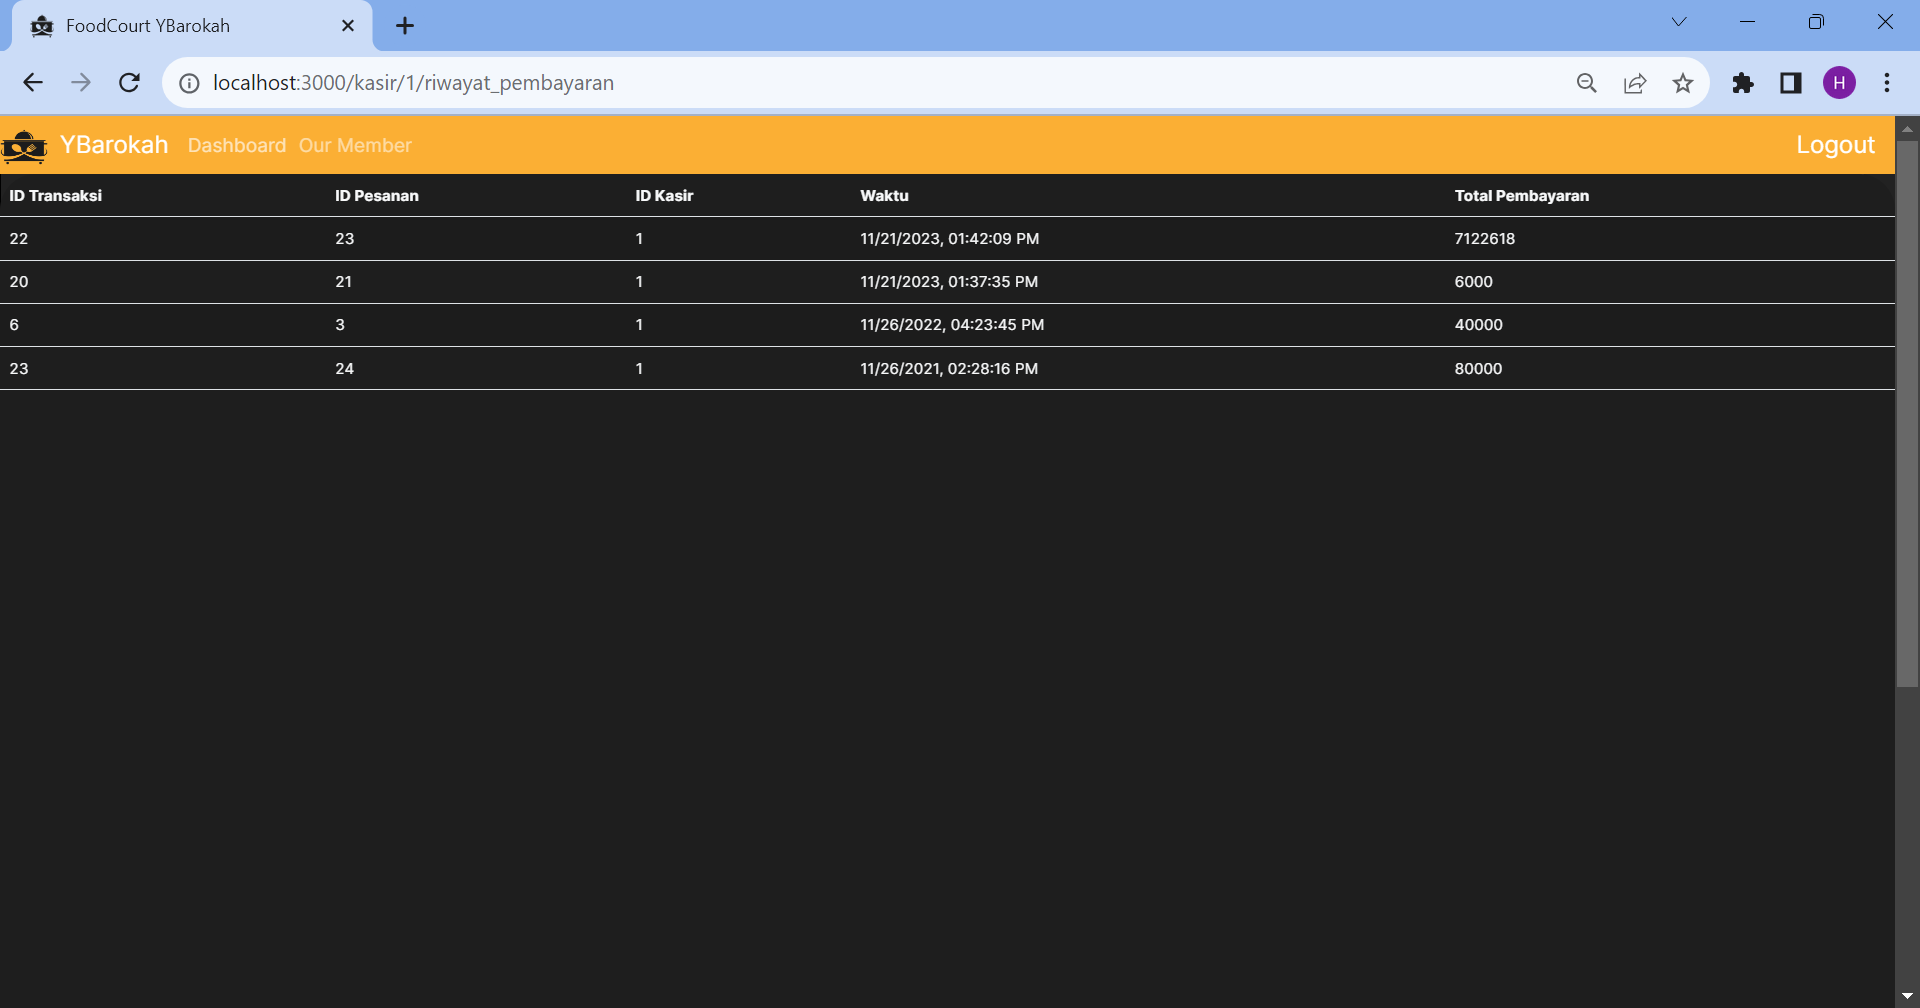 FoodCourt YBarokah
localhost:3000/kasir/1/riwayat_pembayaran
H
YBarokah Dashboard Our Member Logout
ID Transaksi ID Pesanan ID Kasir Waktu Total Pembayaran
22 23 1 11/21/2023, 01:42:09 PM 7122618
20 21 1 11/21/2023, 01:37:35 PM 6000
6 3 1 11/26/2022, 04:23:45 PM 40000
23 24 1 11/26/2021, 02:28:16 PM 80000